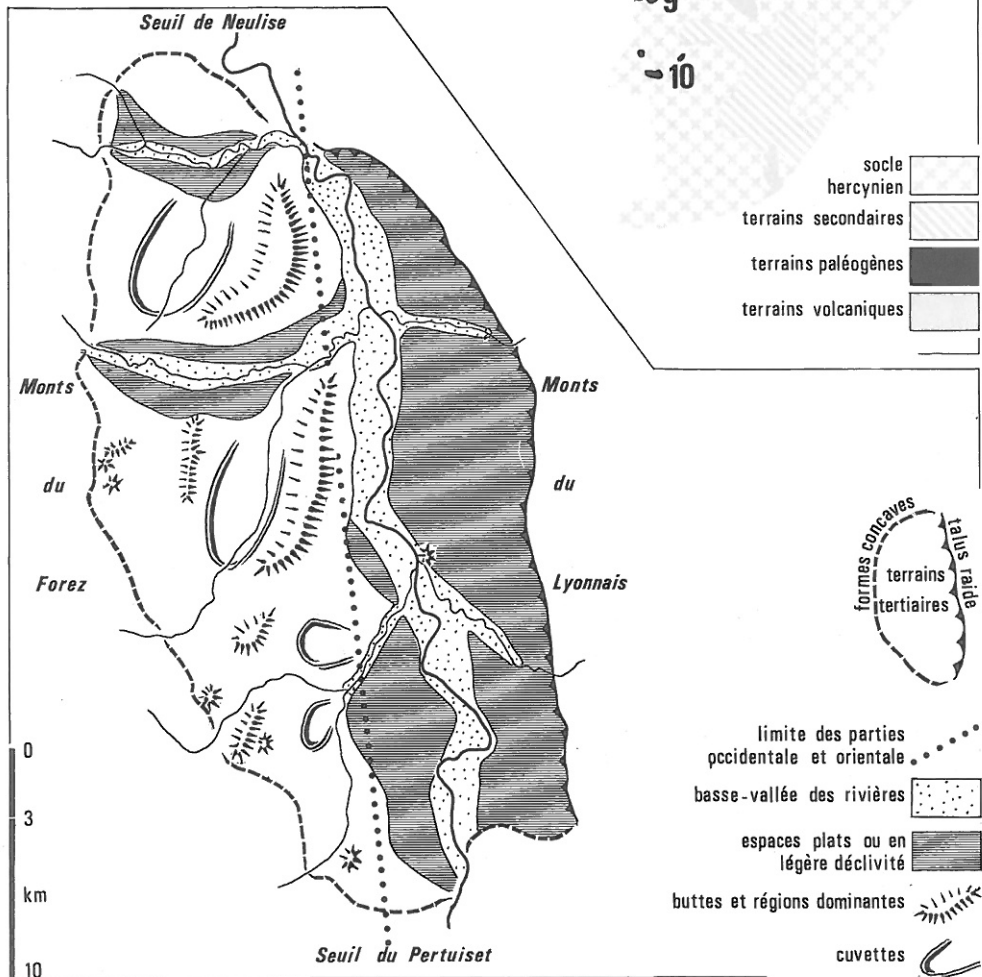 Seuil de Neulise
9
10
socle
hercynien
terrains secondaires
terrains paléogènes
terrains volcaniques
Monts
du
Forez
Monts
du
Lyonnais
formes concaves
talus raide
terrains
tertiaires
limite des parties
occidentale et orientale
basse-vallée des rivières
espaces plats ou en
légère déclivité
buttes et régions dominantes
cuvettes
0
3
km
10
Seuil du Pertuiset